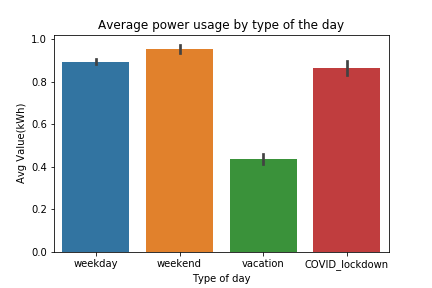 Average power usage by type of the day
Avg Value(kWh)
1.0
0.8
0.6
0.4
0.2
0.0
weekday weekend vacation COVID_lockdown
Type of day